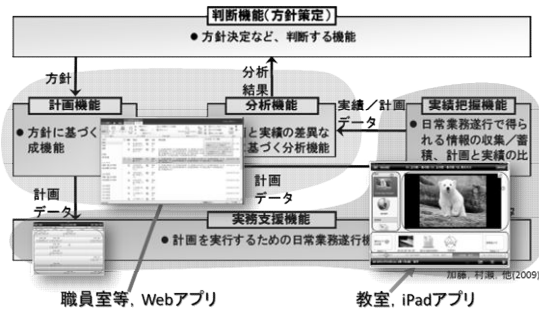 判断機能(方針策定)
● 方針決定など、判断する機能
方針
分析
結果
計画機能
分析機能
実績/計画
データ
実績把握機能
● 方針に基づく
成機能
と実績の差異な
に基づく分析機能
● 日常業務遂行で得ら
れる情報の収集/蓄
積、計画と実績の比
計画
データ
計画
データ
実務支援機能
● 計画を実行するための日常業務遂行機
加藤, 村瀬, 他(2009)
職員室等, Webアプリ
教室, iPadアプリ